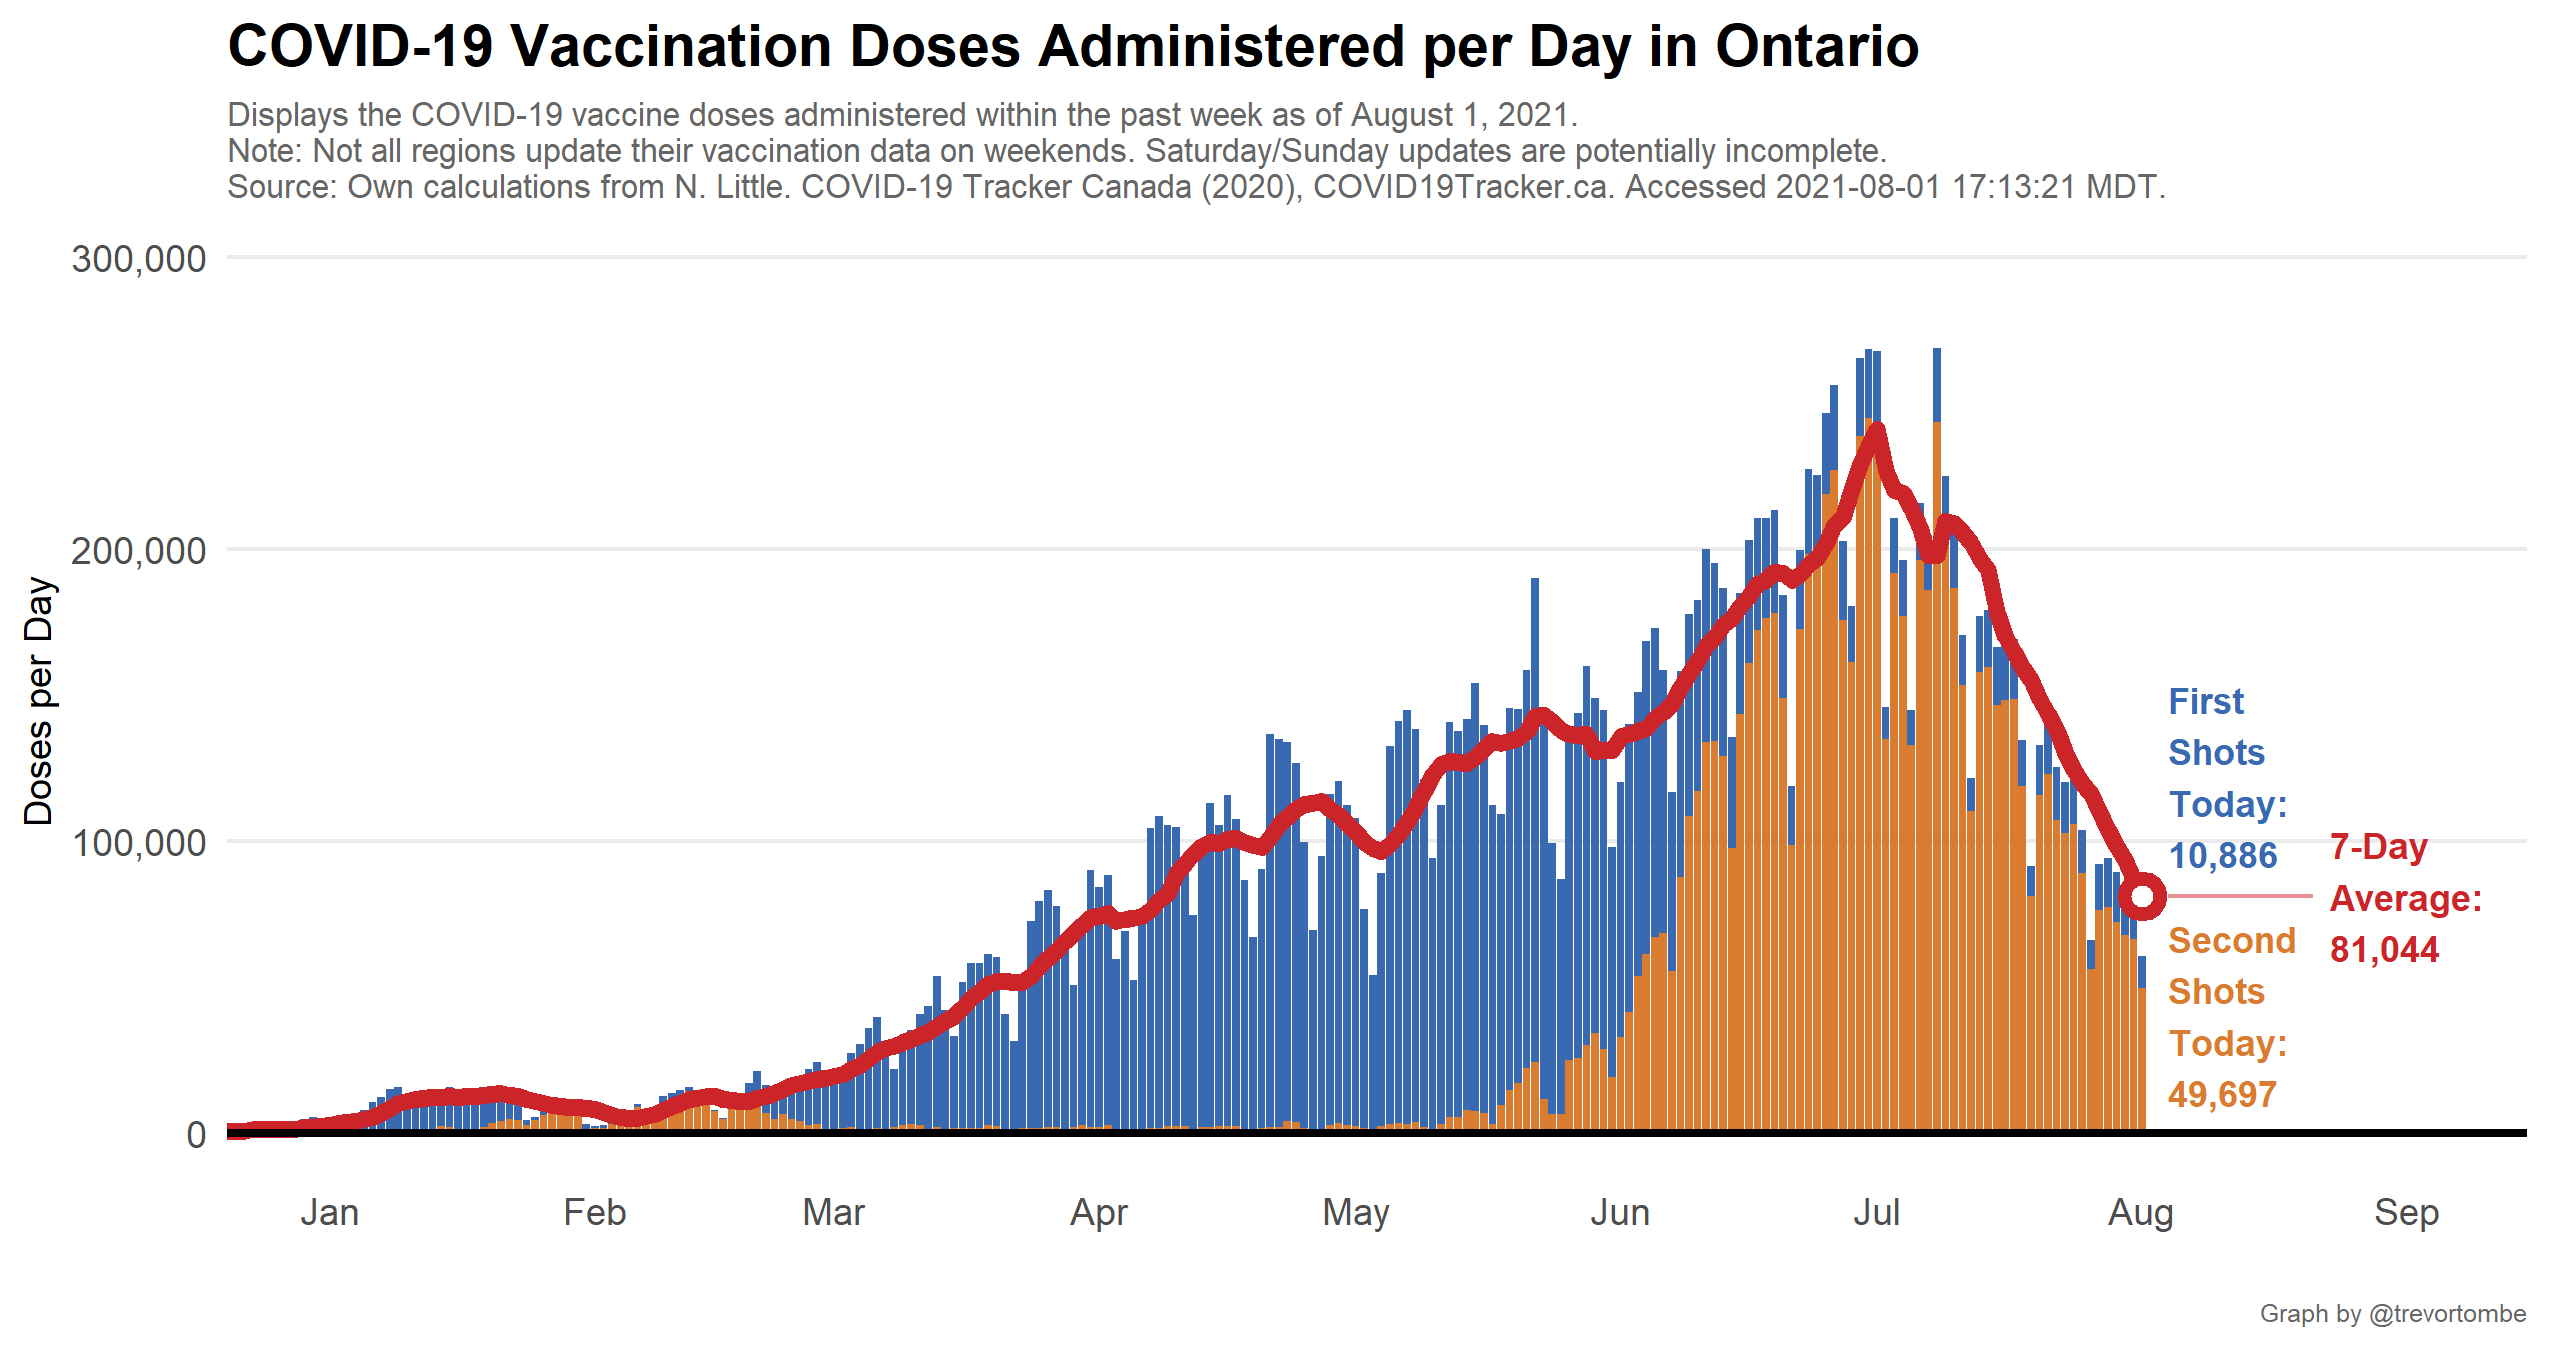 COVID-19 Vaccination Doses Administered per Day in Ontario
Displays the COVID-19 vaccine doses administered within the past week as of August 1, 2021.
Note: Not all regions update their vaccination data on weekends. Saturday/Sunday updates are potentially incomplete.
Source: Own calculations from N. Little. COVID-19 Tracker Canada (2020), COVID19Tracker.ca. Accessed 2021-08-01 17:13:21 MDT.
Doses per Day
300,000
200,000
100,000
0
First
Shots
Today:
10,886
7-Day
Average:
81,044
Second
Shots
Today:
49,697
Jan
Feb
Mar
Apr
May
Jun
Jul
Aug
Sep
Graph by @trevortombe